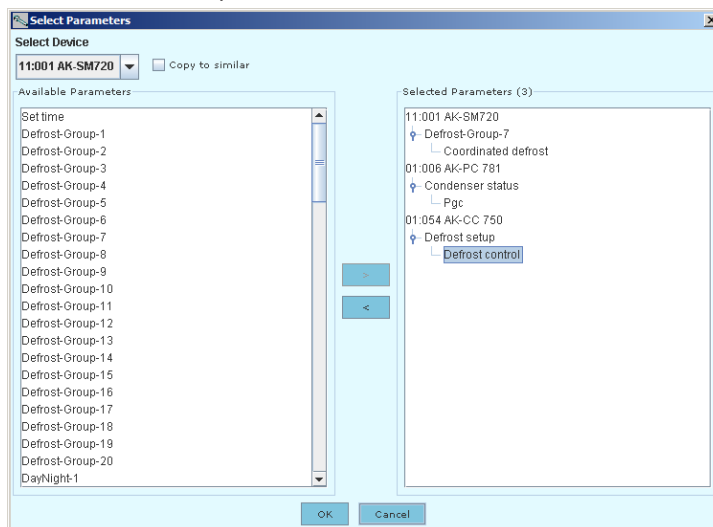 Select Parameters
Select Device
11:001 AK-SM720
Copy to similar
Available Parameters
Set time
Defrost-Group-1
Defrost-Group-2
Defrost-Group-3
Defrost-Group-4
Defrost-Group-5
Defrost-Group-6
Defrost-Group-7
Defrost-Group-8
Defrost-Group-9
Defrost-Group-10
Defrost-Group-11
Defrost-Group-12
Defrost-Group-13
Defrost-Group-14
Defrost-Group-15
Defrost-Group-16
Defrost-Group-17
Defrost-Group-18
Defrost-Group-19
Defrost-Group-20
DayNight-1
>
<
Selected Parameters (3)
11:001 AK-SM720
Defrost-Group-7
Coordinated defrost
01:006 AK-PC 781
Condenser status
Pgc
01:054 AK-CC 750
Defrost setup
Defrost control
OK
Cancel